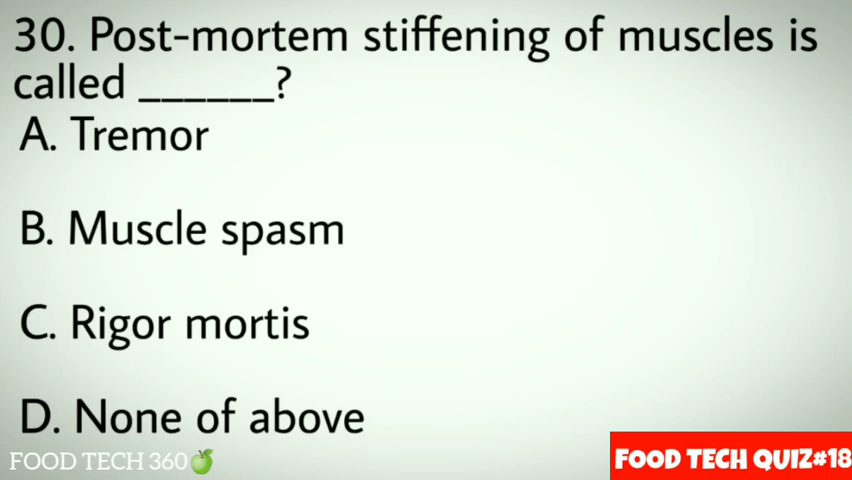 30. Post-mortem stiffening of muscles is
called ______?
A. Tremor
B. Muscle spasm
C. Rigor mortis
D. None of above
FOOD TECH 360
FOOD TECH QUIZ#18